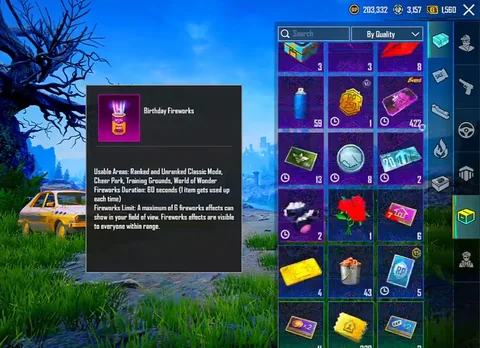 203,332 3,157 1,560
Search
By Quality
Birthday Fireworks
Usable Areas: Ranked and Unranked Classic Mode,
Cheer Park, Training Grounds, World of Wonder
Fireworks Duration: 60 seconds (1 item gets used up
each time)
Fireworks Limit: A maximum of 6 fireworks effects can
show in your field of view. Fireworks effects are visible
to everyone within range.
3 3 8
59 1 422
13 8 2
2 1 6
4 43 5
RP
×2 ×2